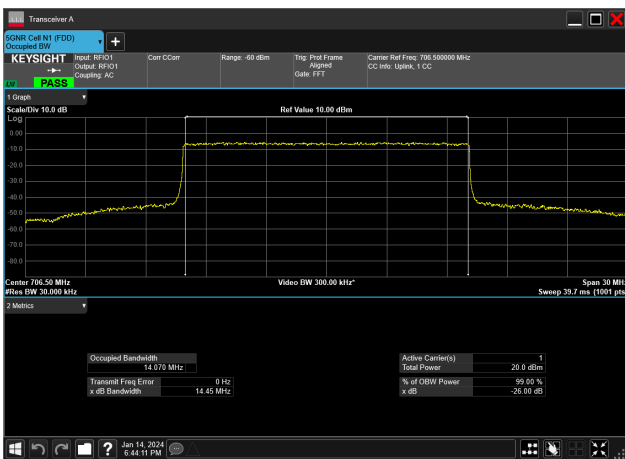 Transceiver A
5GNR Cell N1 (FDD)
Occupied BW
KEYSIGHT Input: RFIO1 Corr CCorr Range: -60 dBm Trig: Prot Frame Carrier Ref Freq: 706.500000 MHz
Output: RFIO1 Aligned CC Info: Uplink, 1 CC
Coupling: AC Gate: FFT
PASS
1 Graph
Scale/Div 10.0 dB Ref Value 10.00 dBm
Log
0.00
-10.0
-20.0
-30.0
-40.0
-50.0
-60.0
-70.0
-80.0
Center 706.50 MHz Video BW 300.00 kHz* Span 30 MHz
#Res BW 30.000 kHz Sweep 39.7 ms (1001 pts
2 Metrics
Occupied Bandwidth Active Carrier(s) 1
14.070 MHz Total Power 20.0 dBm
Transmit Freq Error 0 Hz % of OBW Power 99.00 %
x dB Bandwidth 14.45 MHz x dB -26.00 dB
Jan 14, 2024
6:44:11 PM